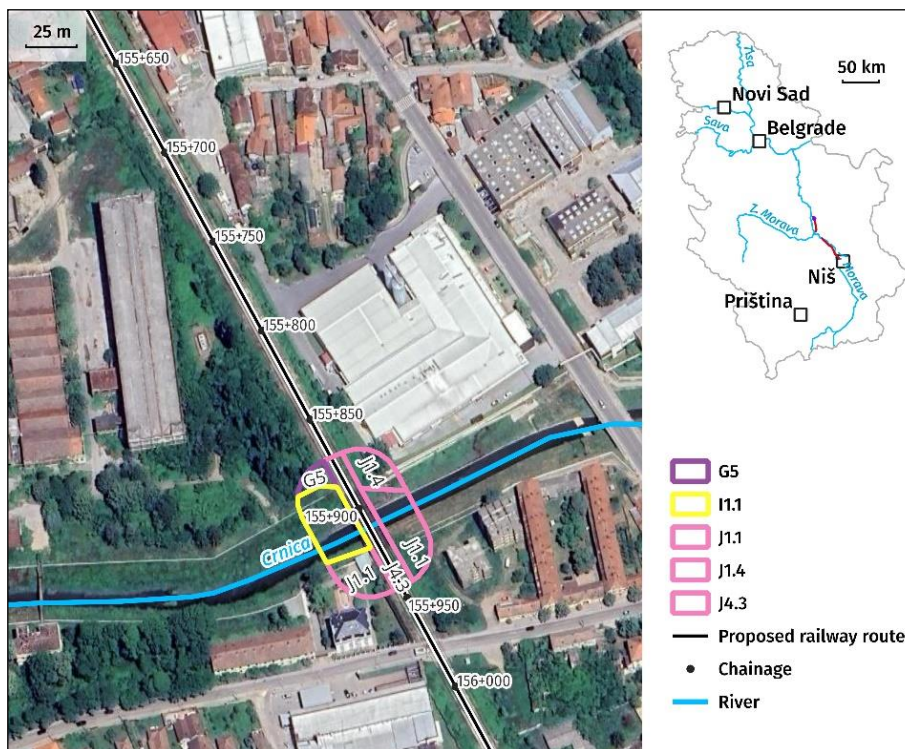 25 m
155+650
155+700
155+750
155+800
155+850
G5
J1.4
155+900
Crnica
J1.1
J1.1
J4.3
155+950
156+000
50 km
Tisa
Novi Sad
Sava
Belgrade
Z. Morava
Niš
J. Morava
Priština
G5
I1.1
J1.1
J1.4
J4.3
Proposed railway route
Chainage
River